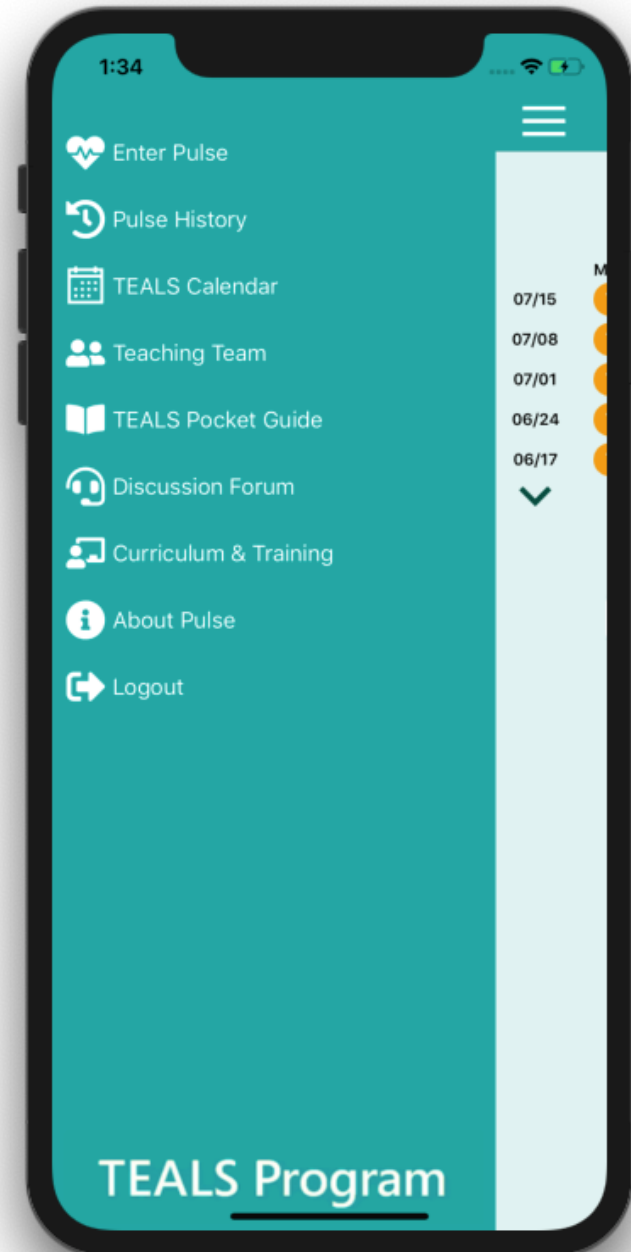 1:34
Enter Pulse
Pulse History
TEALS Calendar
Teaching Team
TEALS Pocket Guide
Discussion Forum
Curriculum & Training
About Pulse
Logout
TEALS Program
M
07/15
07/08
07/01
06/24
06/17